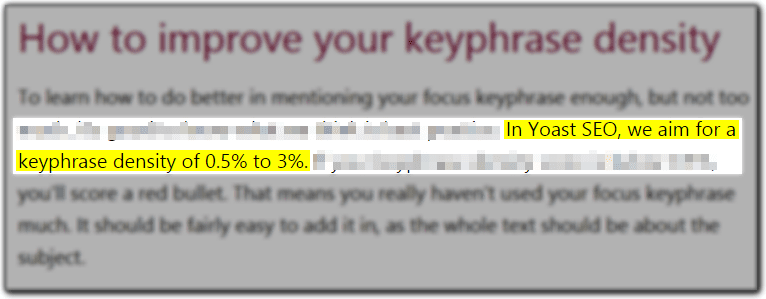 How to improve your keyphrase density
To learn how to do better in mentioning your focus keyphrase enough, but not too
In Yoast SEO, we aim for a
keyphrase density of 0.5% to 3%.
you'll score a red bullet. That means you really haven't used your focus keyphrase
much. It should be fairly easy to add it in, as the whole text should be about the
subject.